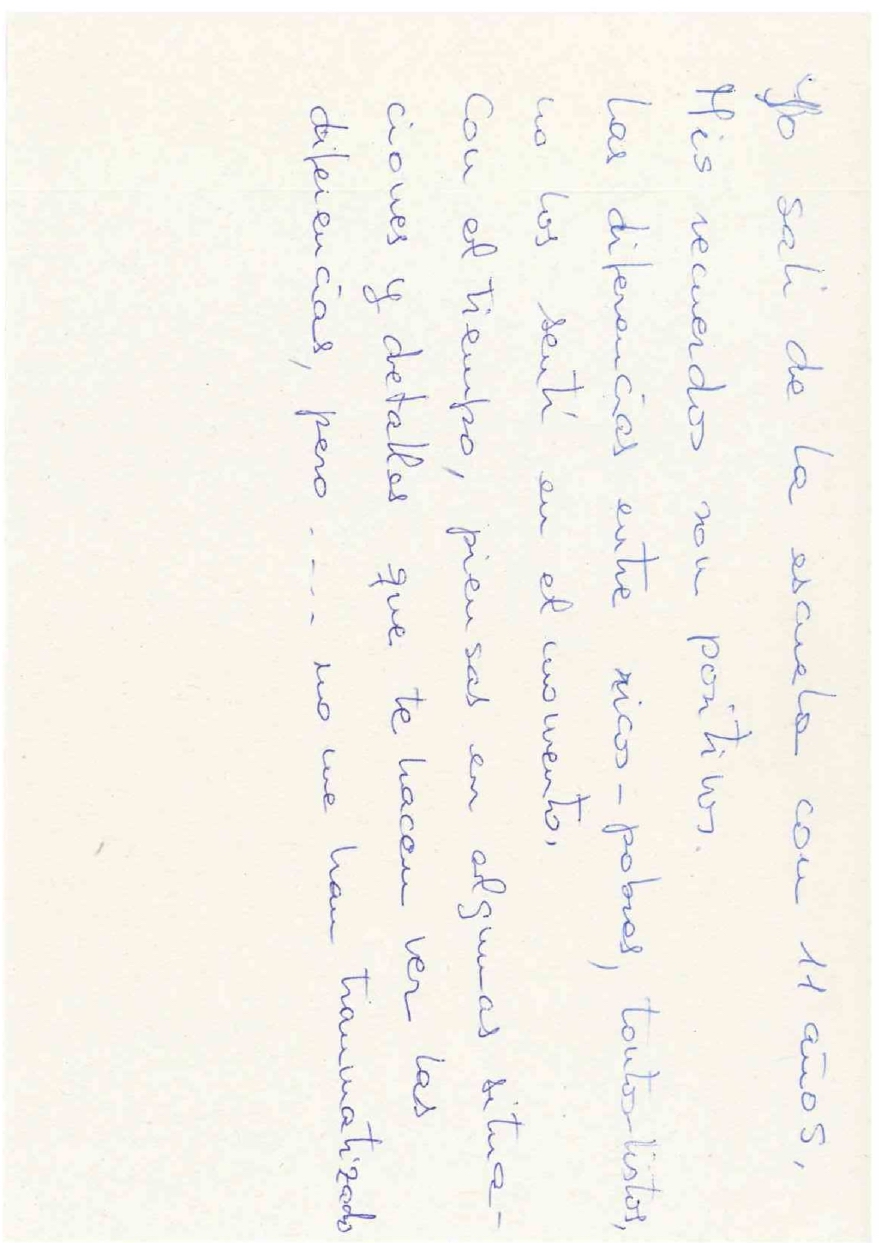 Yo sali de la escuela con 11 años.
Mis recuerdos son positivos.
Las diferencias entre ricos-pobres, tontos-listos,
no los sentí en el momento.
Con el tiempo, piensas en algunas situa-
ciones y detalles que te hacen ver las
diferencias, pero ..... no me han traumatizado